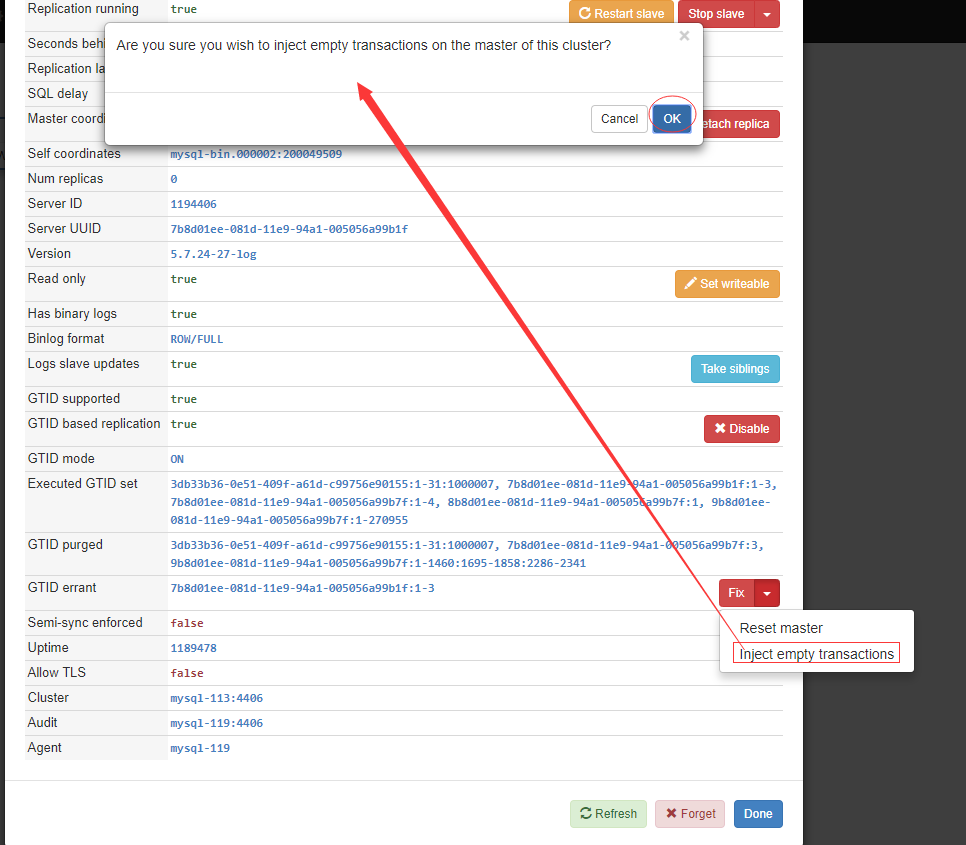 Replication running true Restart slave Stop slave
Are you sure you wish to inject empty transactions on the master of this cluster? ×
Seconds behi
Replication la
SQL delay
Master coordi etach replica
Cancel OK
Self coordinates mysql-bin.000002:200049509
Num replicas 0
Server ID 1194406
Server UUID 7b8d01ee-081d-11e9-94a1-005056a99b1f
Version 5.7.24-27-log
Read only true Set writeable
Has binary logs true
Binlog format ROW/FULL
Logs slave updates true Take siblings
GTID supported true
GTID based replication true Disable
GTID mode ON
Executed GTID set 3db33b36-0e51-409f-a61d-c99756e90155:1-31:1000007, 7b8d01ee-081d-11e9-94a1-005056a99b1f:1-3,
7b8d01ee-081d-11e9-94a1-005056a99b7f:1-4, 8b8d01ee-081d-11e9-94a1-005056a99b7f:1, 9b8d01ee-
081d-11e9-94a1-005056a99b7f:1-270955
GTID purged 3db33b36-0e51-409f-a61d-c99756e90155:1-31:1000007, 7b8d01ee-081d-11e9-94a1-005056a99b7f:3,
9b8d01ee-081d-11e9-94a1-005056a99b7f:1-1460:1695-1858:2286-2341
GTID errant 7b8d01ee-081d-11e9-94a1-005056a99b1f:1-3 Fix
Reset master
Inject empty transactions
Semi-sync enforced false
Uptime 1189478
Allow TLS false
Cluster mysql-113:4406
Audit mysql-119:4406
Agent mysql-119
Refresh Forget Done